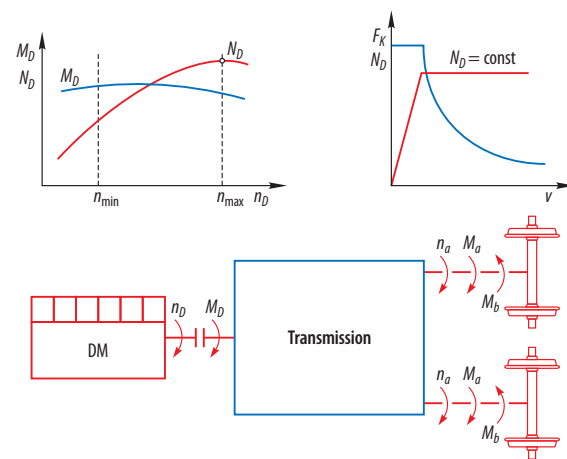 M_D
N_D
M_D
N_D
n_min
n_max
n_D
F_K
N_D
N_D = const
v
DM
n_D
M_D
Transmission
n_a
M_a
M_b
n_a
M_a
M_b